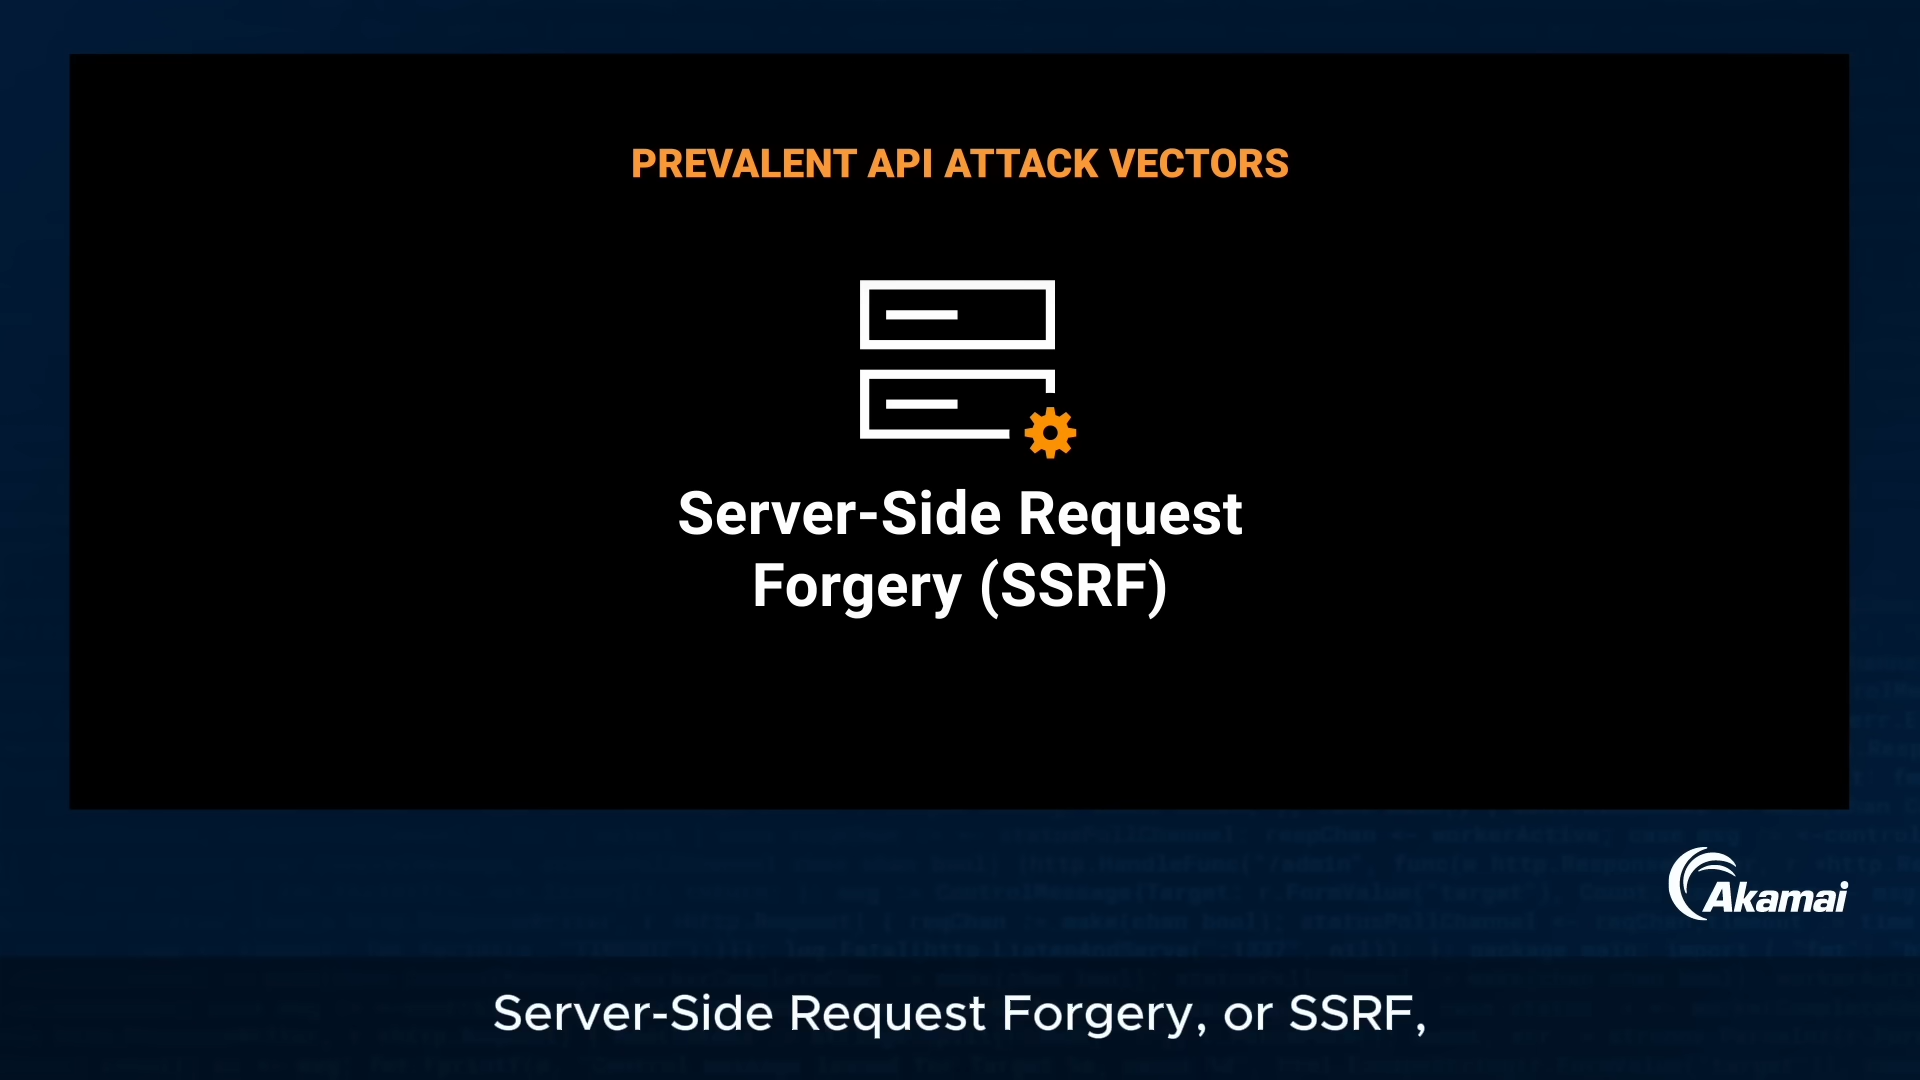 PREVALENT API ATTACK VECTORS
Server-Side Request
Forgery (SSRF)
Akamai
Server-Side Request Forgery, or SSRF,